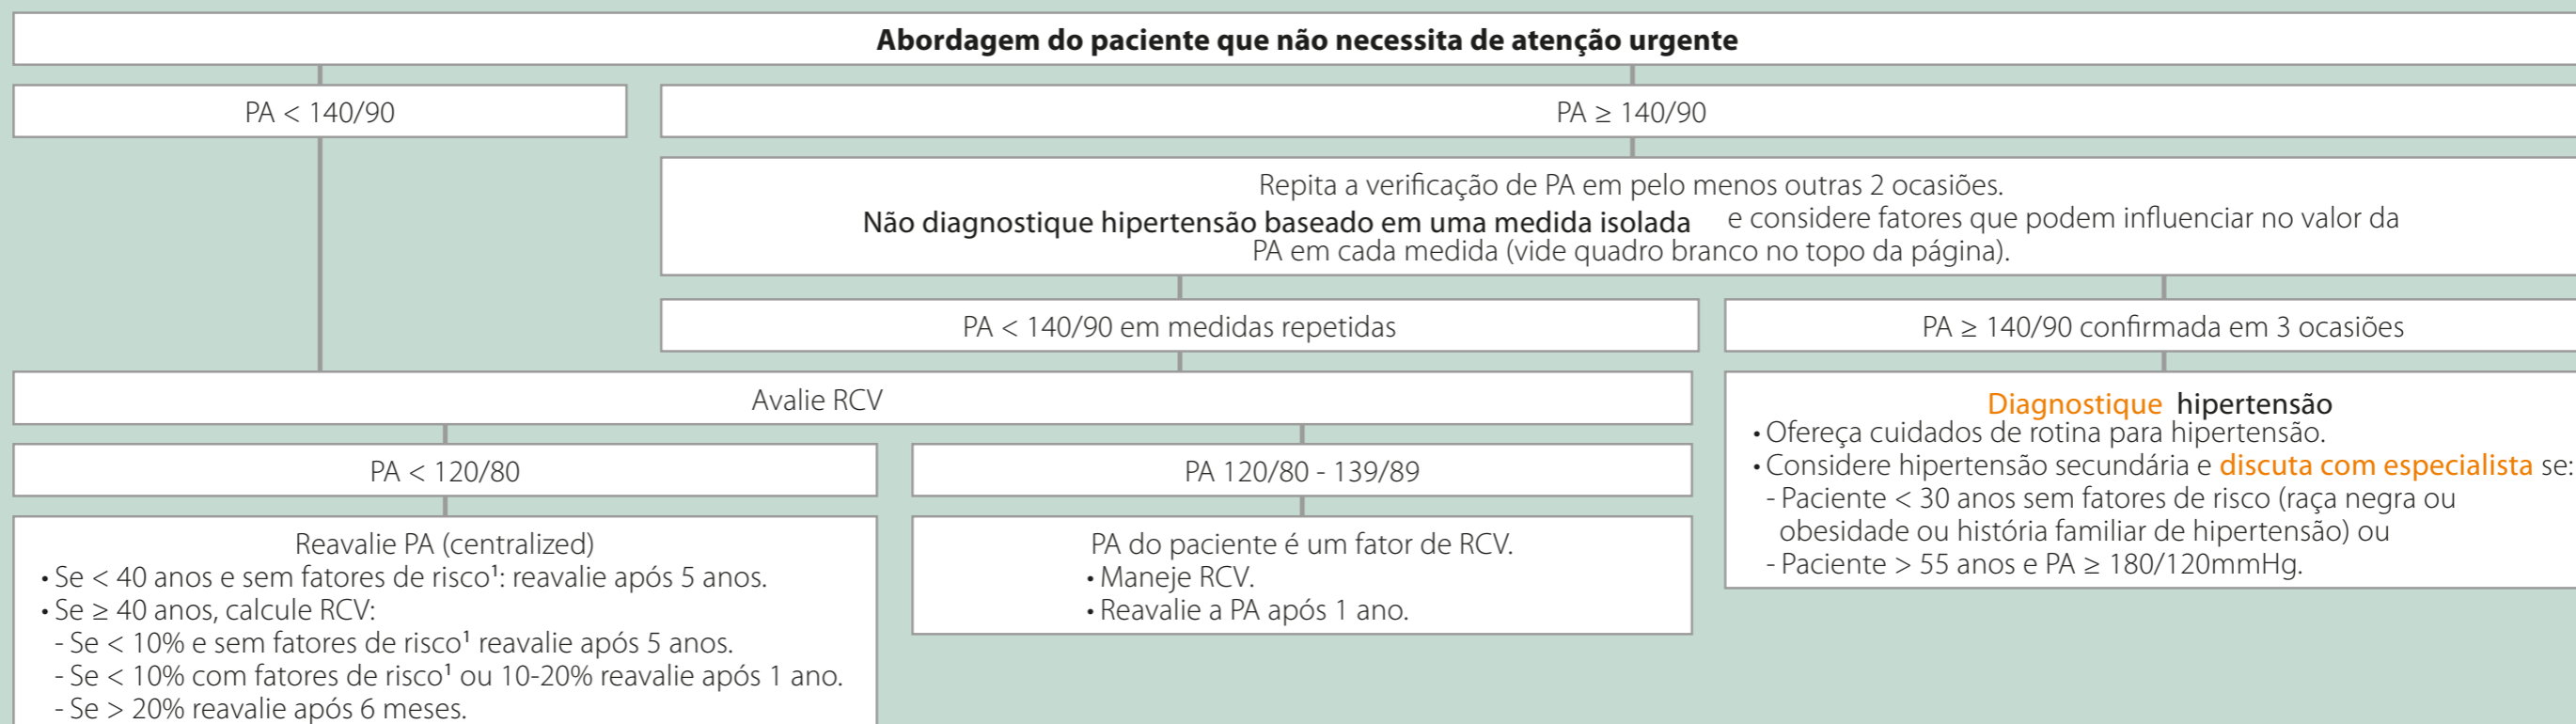 Abordagem do paciente que não necessita de atenção urgente
PA < 140/90
PA ≥ 140/90
Repita a verificação de PA em pelo menos outras 2 ocasiões.
Não diagnostique hipertensão baseado em uma medida isolada e considere fatores que podem influenciar no valor da
PA em cada medida (vide quadro branco no topo da página).
PA < 140/90 em medidas repetidas
PA ≥ 140/90 confirmada em 3 ocasiões
Avalie RCV
PA < 120/80
PA 120/80 - 139/89
Reavalie PA (centralized)
• Se < 40 anos e sem fatores de risco¹: reavalie após 5 anos.
• Se ≥ 40 anos, calcule RCV:
- Se < 10% e sem fatores de risco¹ reavalie após 5 anos.
- Se < 10% com fatores de risco¹ ou 10-20% reavalie após 1 ano.
- Se > 20% reavalie após 6 meses.
PA do paciente é um fator de RCV.
• Maneje RCV.
• Reavalie a PA após 1 ano.
Diagnostique hipertensão
• Ofereça cuidados de rotina para hipertensão.
• Considere hipertensão secundária e discuta com especialista se:
- Paciente < 30 anos sem fatores de risco (raça negra ou
obesidade ou história familiar de hipertensão) ou
- Paciente > 55 anos e PA ≥ 180/120mmHg.